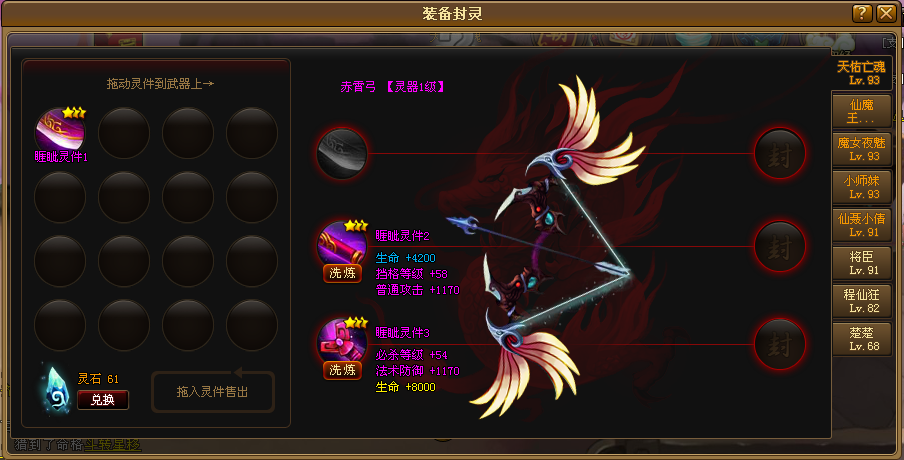 装备封灵
拖动灵件到武器上→
睚眦灵件1
灵石 61
兑换
拖入灵件售出
赤霄弓 【灵器1级】
封
睚眦灵件2
洗炼
生命 +4200
挡格等级 +58
普通攻击 +1170
封
睚眦灵件3
洗炼
必杀等级 +54
法术防御 +1170
生命 +8000
封
天佑亡魂
Lv.93
仙魔
王...
魔女夜魅
Lv.93
小师妹
Lv.93
仙聂小倩
Lv.91
将臣
Lv.91
程仙狂
Lv.82
楚楚
Lv.68
猎到了命格斗转星移